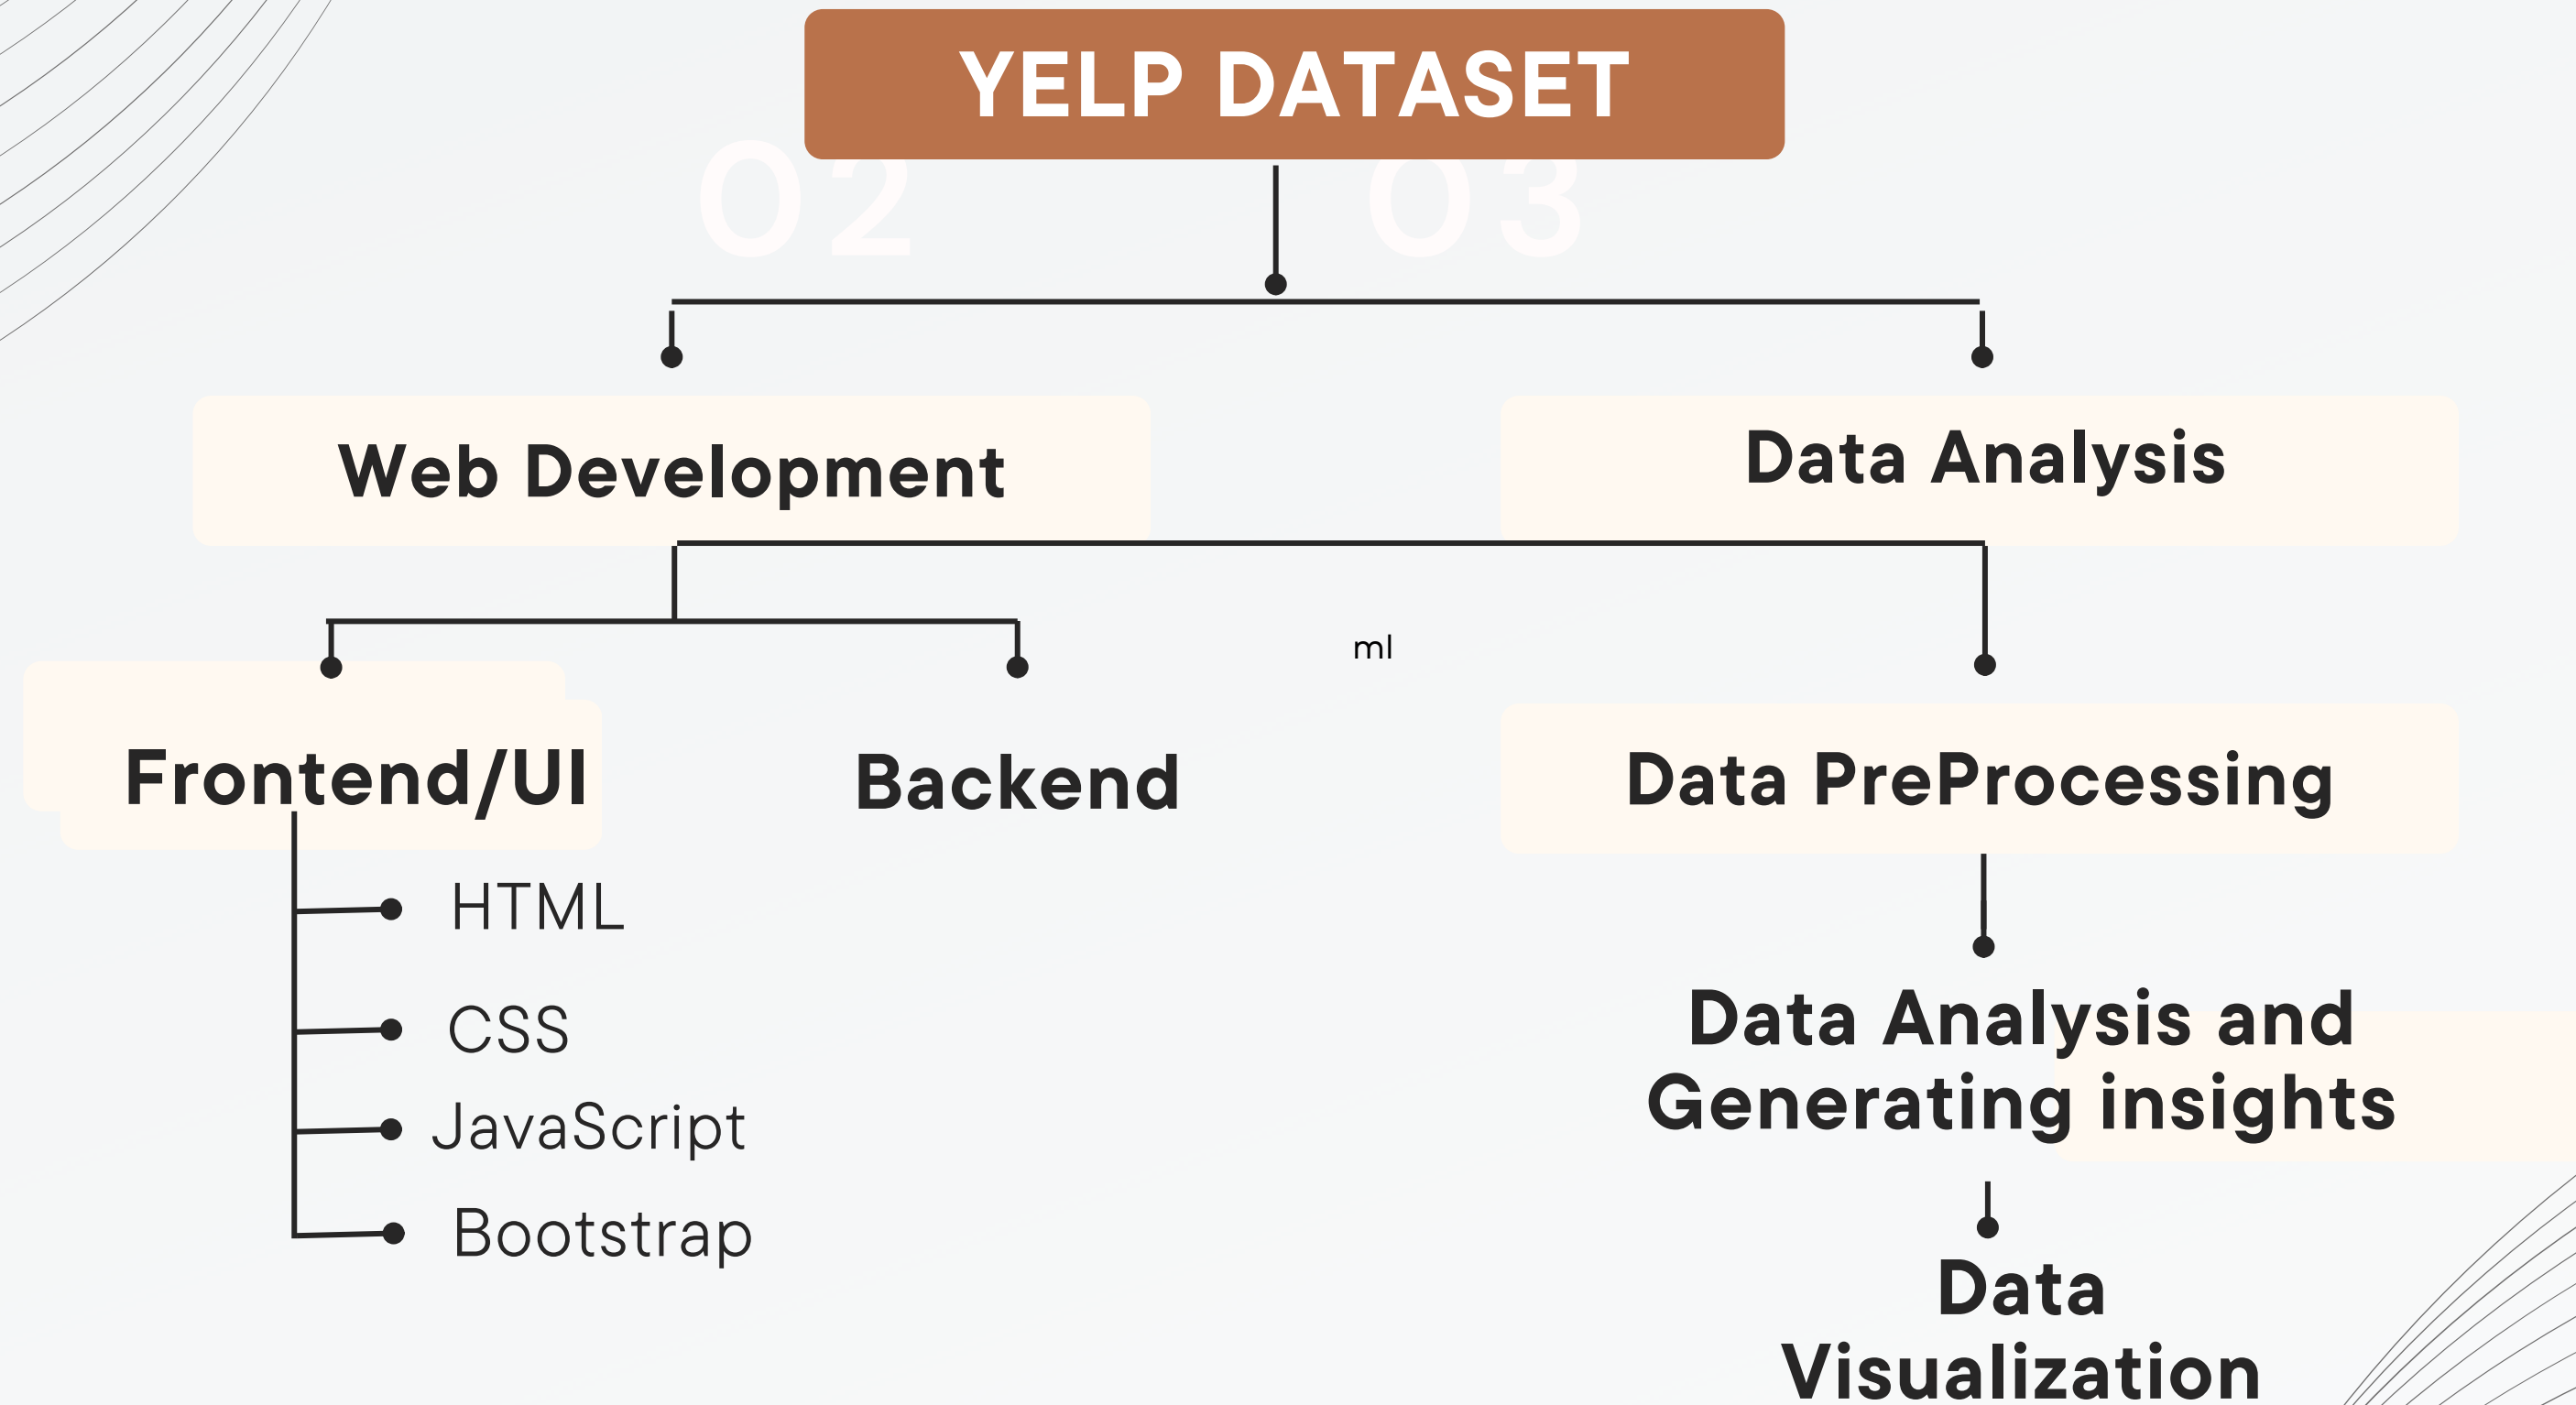 YELP DATASET
02
03
Web Development
Data Analysis
ml
Frontend/UI
Backend
Data PreProcessing
HTML
CSS
JavaScript
Bootstrap
Data Analysis and
Generating insights
Data
Visualization